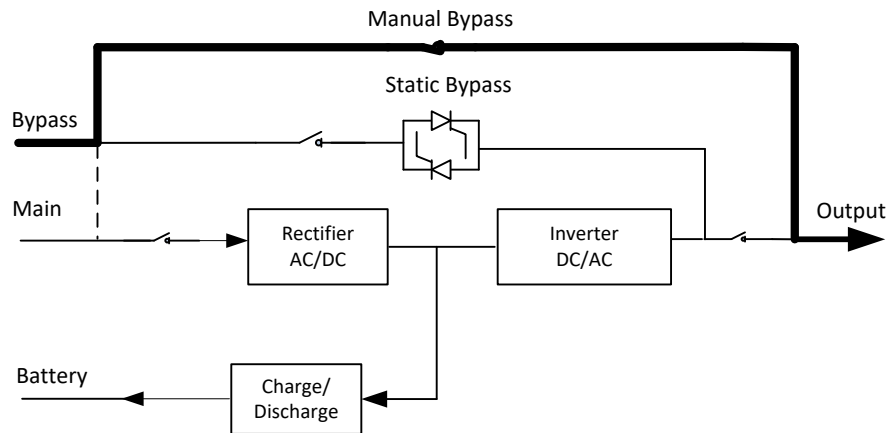 Manual Bypass
Static Bypass
Bypass
Main
Rectifier
AC/DC
Inverter
DC/AC
Output
Battery
Charge/
Discharge